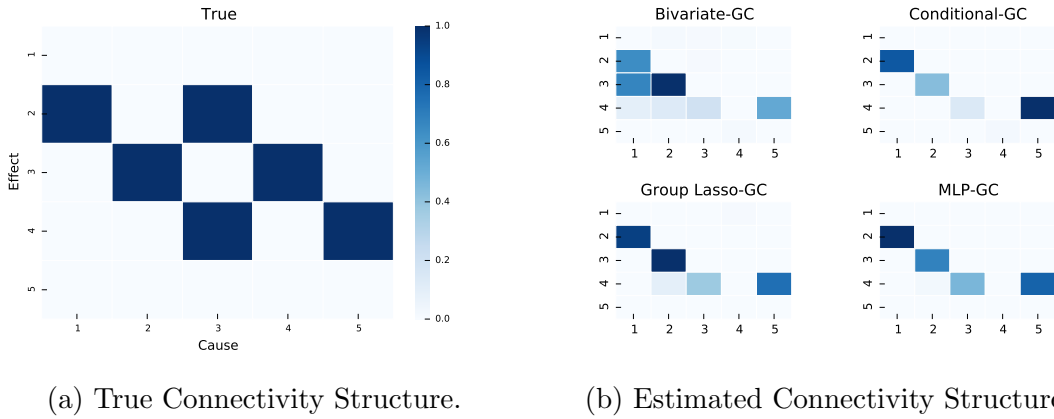 True
1
2
3
4
5
Effect
1 2 3 4 5
Cause
1.0
0.8
0.6
0.4
0.2
0.0
(a) True Connectivity Structure.
Bivariate-GC
1
2
3
4
5
1 2 3 4 5
Conditional-GC
1
2
3
4
5
1 2 3 4 5
Group Lasso-GC
1
2
3
4
5
1 2 3 4 5
MLP-GC
1
2
3
4
5
1 2 3 4 5
(b) Estimated Connectivity Structure